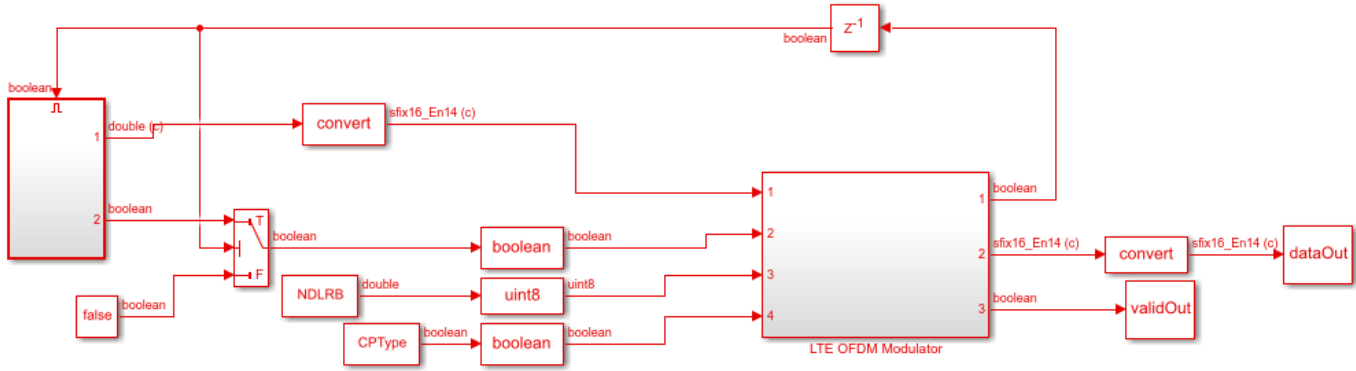 z-1
boolean
boolean
double (c)
1
convert
sfix16_En14 (c)
boolean
2
T
F
boolean
false
boolean
boolean
boolean
NDLRB
double
uint8
uint8
CPType
boolean
boolean
boolean
1
2
3
4
1
2
3
LTE OFDM Modulator
boolean
sfix16_En14 (c)
convert
sfix16_En14 (c)
dataOut
boolean
validOut